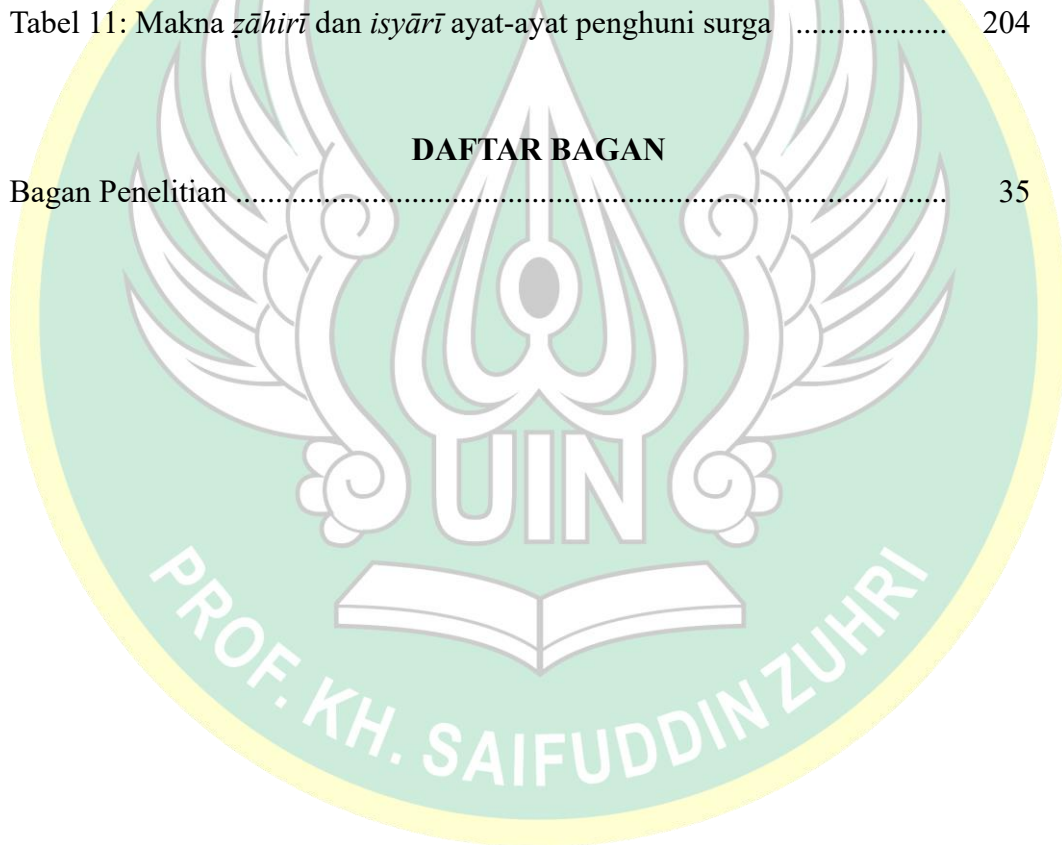 Tabel 11: Makna ẓāhirī dan isyārī ayat-ayat penghuni surga ................... 204
DAFTAR BAGAN
Bagan Penelitian ............................................................................................. 35
UIN
PROF. KH. SAIFUDDIN ZUHRI